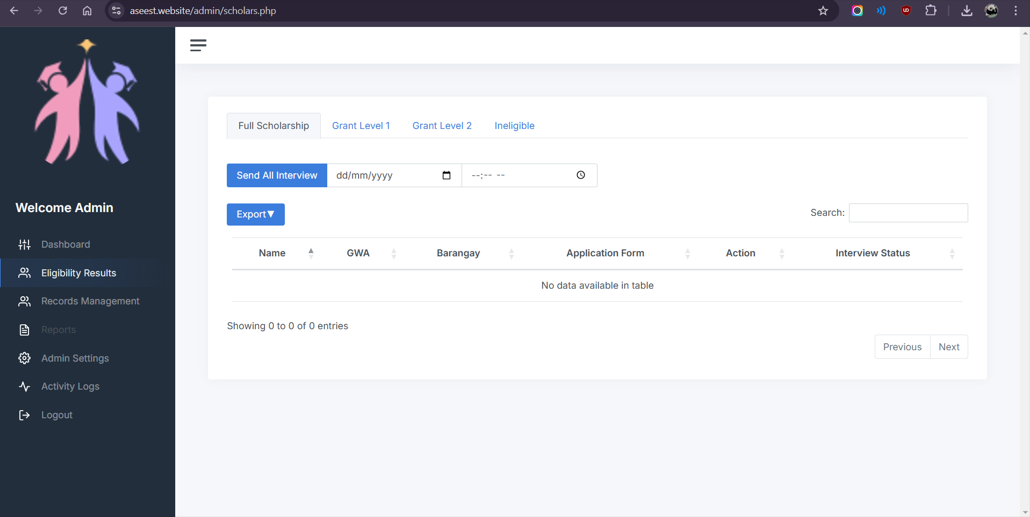 aseest.website/admin/scholars.php
Welcome Admin
Dashboard
Eligibility Results
Records Management
Reports
Admin Settings
Activity Logs
Logout
Full Scholarship Grant Level 1 Grant Level 2 Ineligible
Send All Interview dd/mm/yyyy --:-- --
Export▼ Search:
Name GWA Barangay Application Form Action Interview Status
No data available in table
Showing 0 to 0 of 0 entries
Previous Next